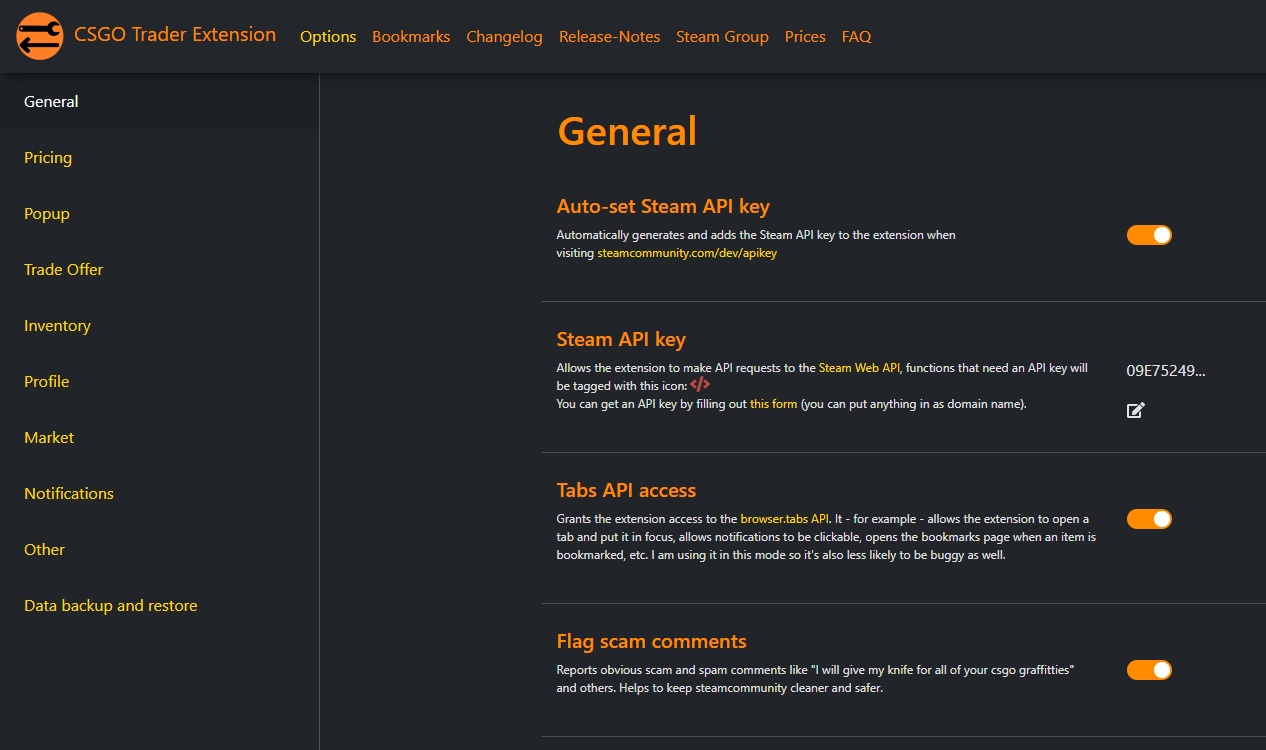 CSGO Trader Extension
Options Bookmarks Changelog Release-Notes Steam Group Prices FAQ
General
Pricing
Popup
Trade Offer
Inventory
Profile
Market
Notifications
Other
Data backup and restore
General
Auto-set Steam API key
Automatically generates and adds the Steam API key to the extension when
visiting steamcommunity.com/dev/apikey
Steam API key
Allows the extension to make API requests to the Steam Web API, functions that need an API key will
be tagged with this icon: </>
You can get an API key by filling out this form (you can put anything in as domain name).
09E75249...
Tabs API access
Grants the extension access to the browser.tabs API. It - for example - allows the extension to open a
tab and put it in focus, allows notifications to be clickable, opens the bookmarks page when an item is
bookmarked, etc. I am using it in this mode so it's also less likely to be buggy as well.
Flag scam comments
Reports obvious scam and spam comments like "I will give my knife for all of your csgo graffitties"
and others. Helps to keep steamcommunity cleaner and safer.